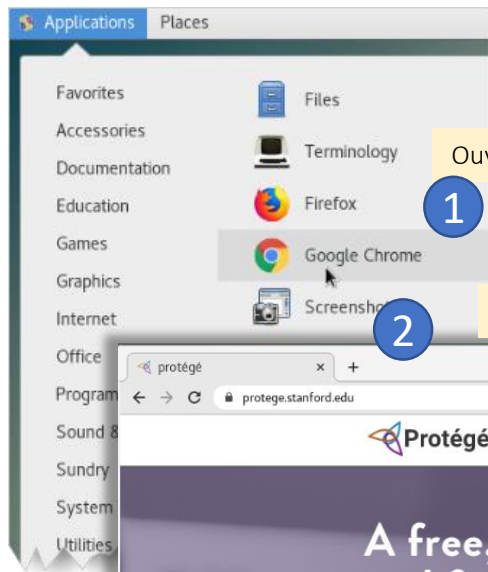 Applications Places
Favorites
Accessories
Documentation
Education
Games
Graphics
Internet
Office
Program
Sound &
Sundry
System
Utilities
Files
Terminology
Firefox
Google Chrome
Screenshot
Ouv
1
2
protégé × +
protege.stanford.edu
Protégé
A free,